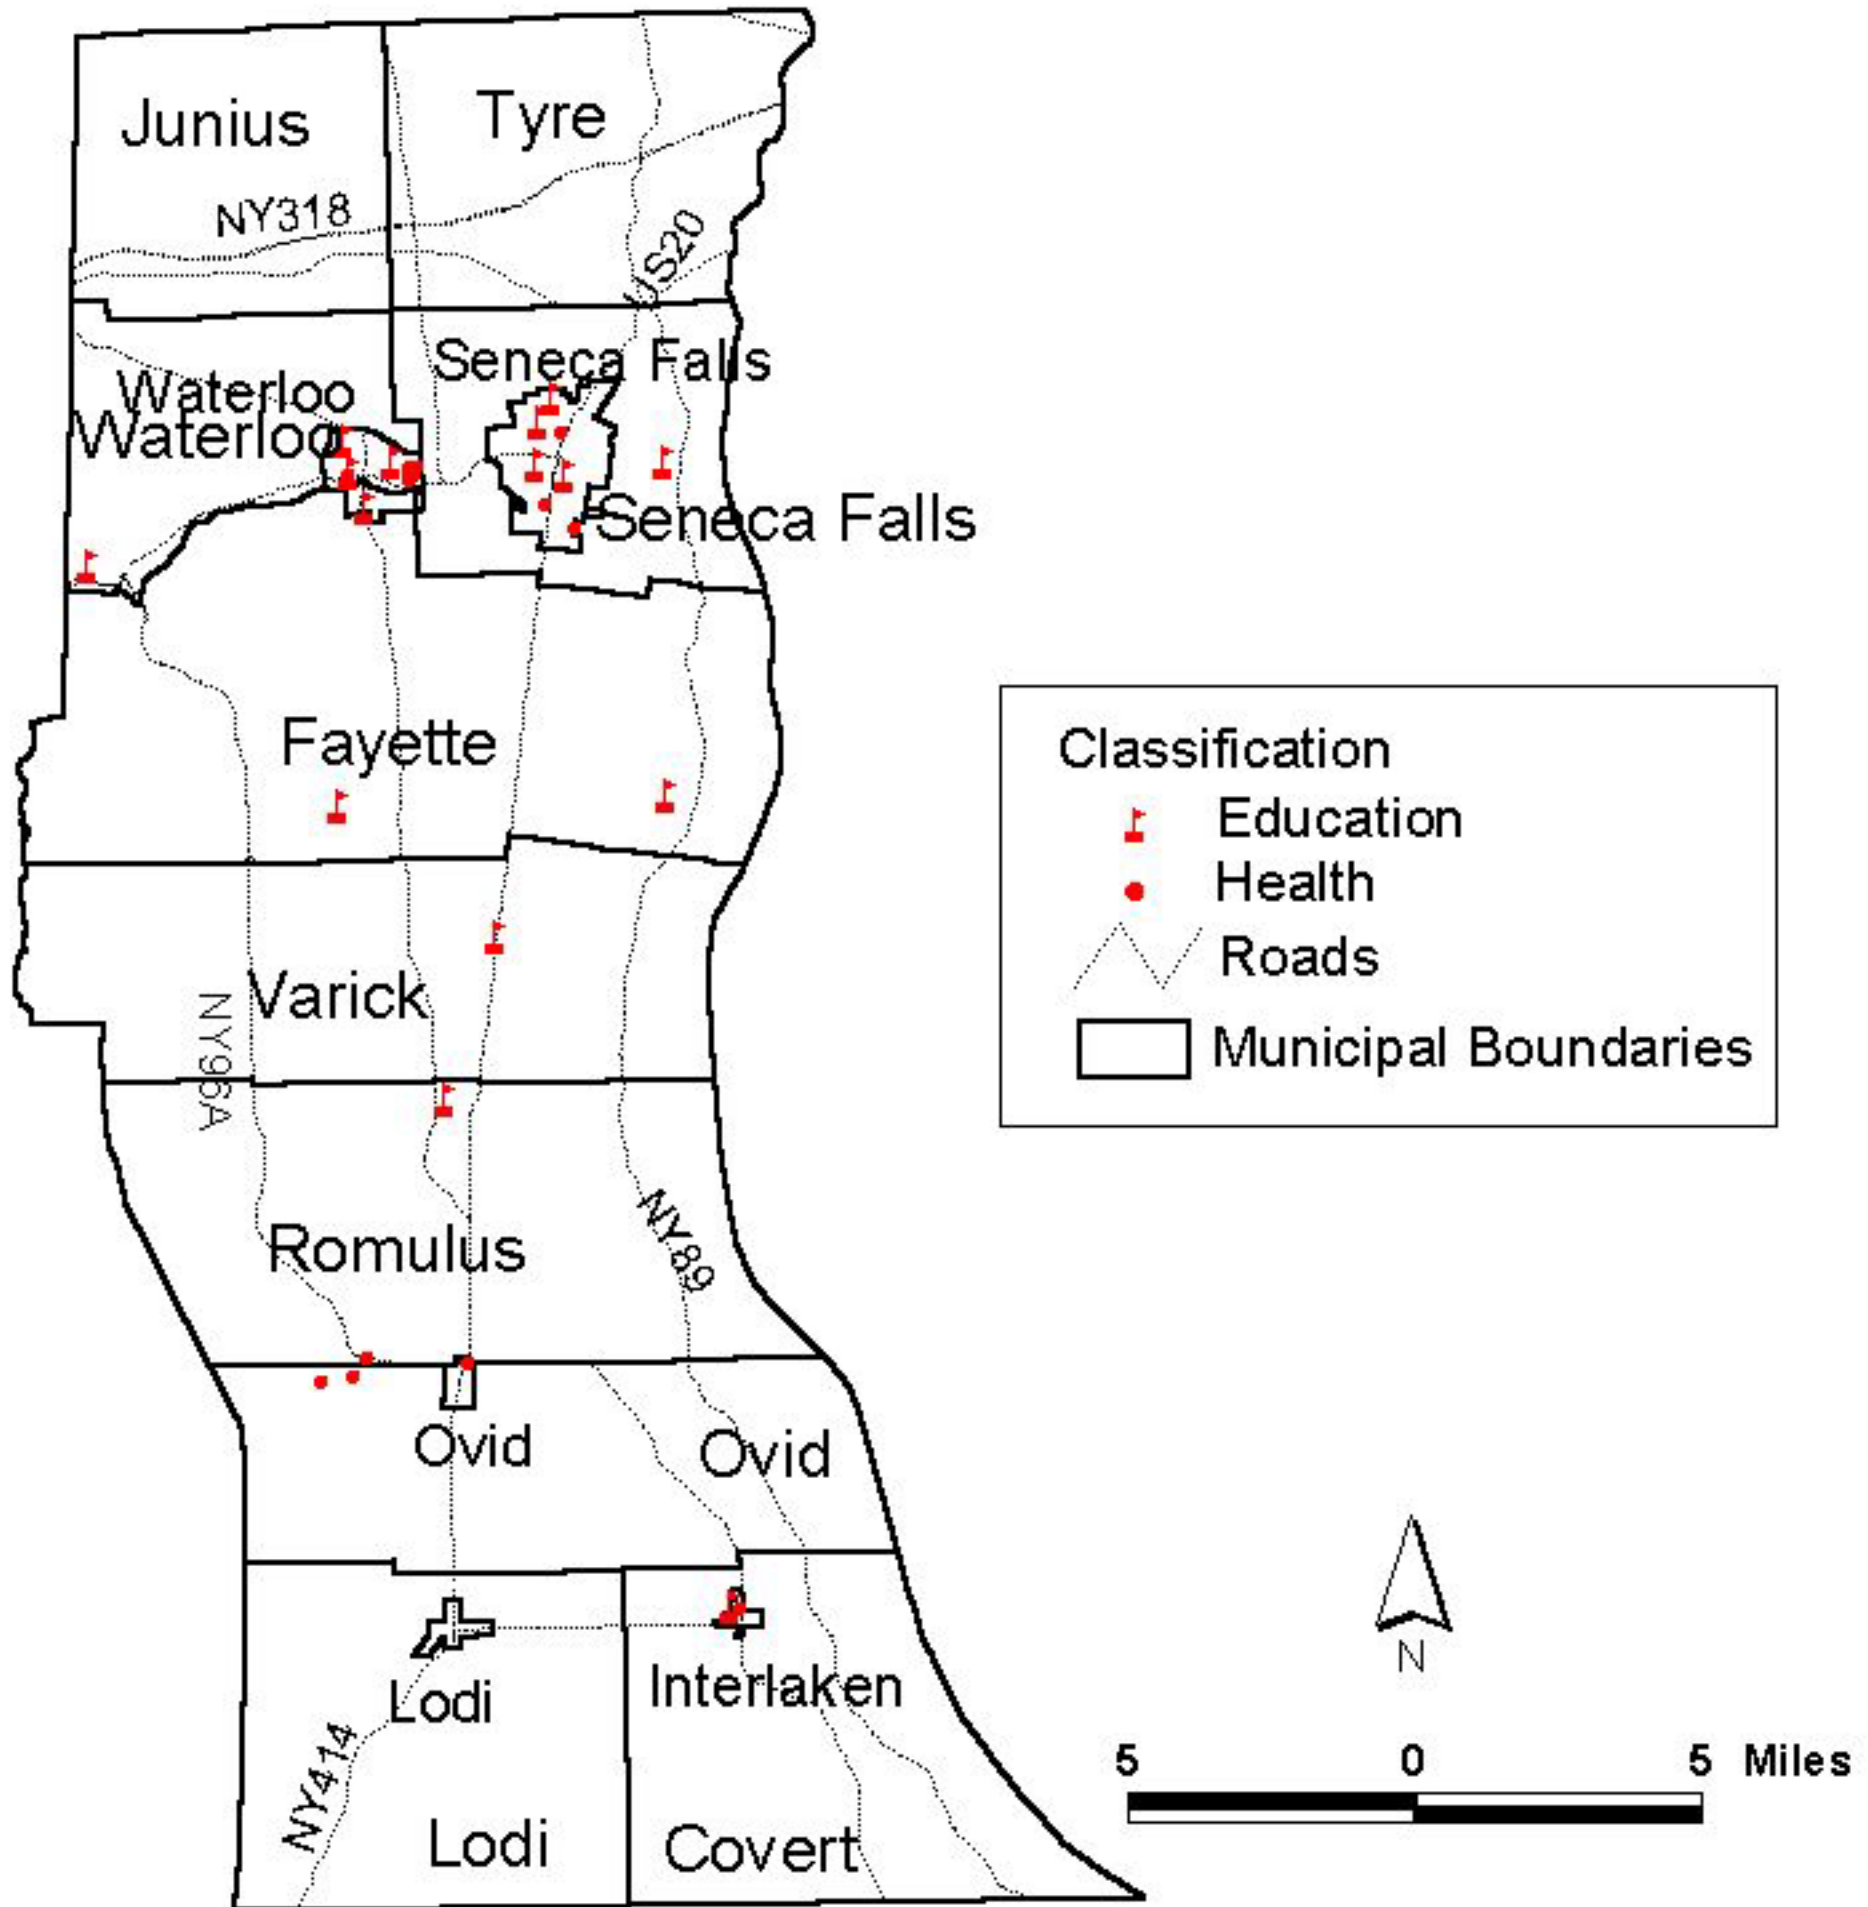 Junius
Tyre
NY318
US20
Seneca Falls
Waterloo
Waterloo
Seneca Falls
Fayette
Classification
Education
Health
Roads
Municipal Boundaries
Varick
NY96A
NY89
Romulus
Ovid
Ovid
Interlaken
Lodi
NY414
Lodi
Covert
N
5 0 5 Miles